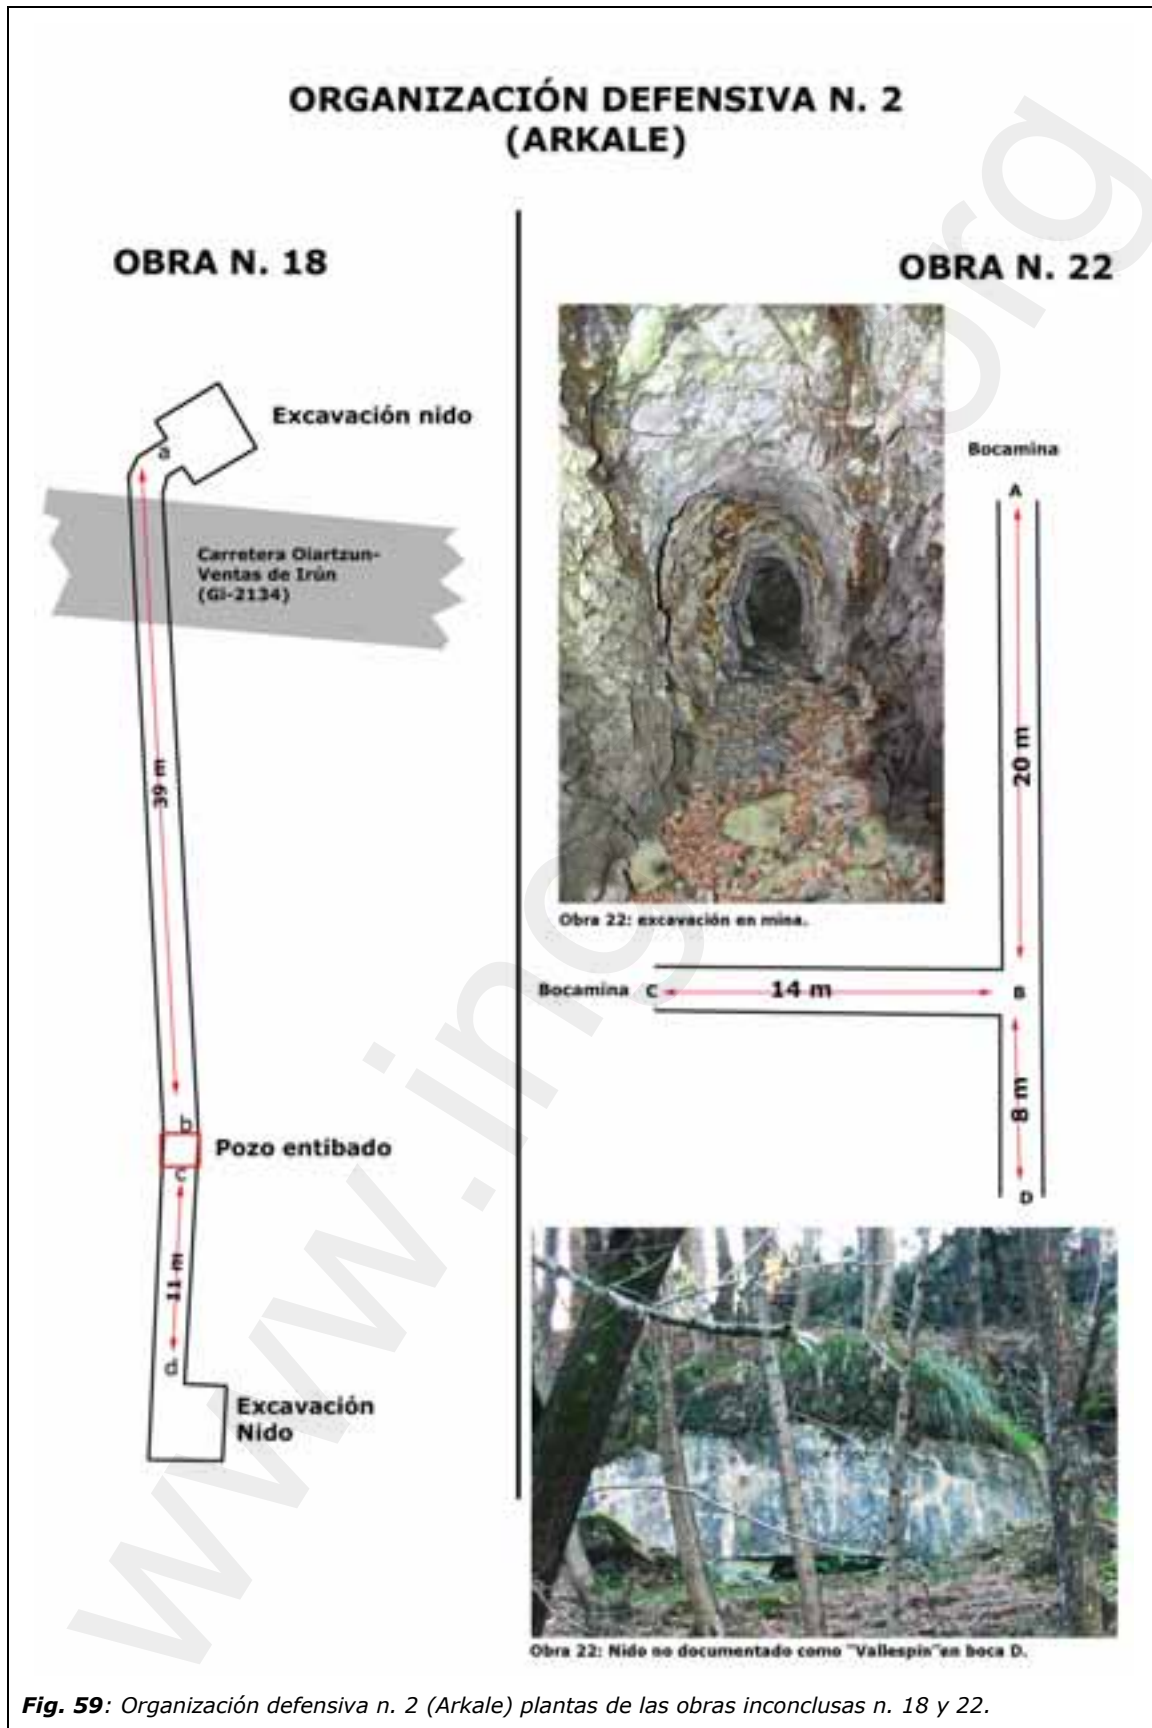 ORGANIZACIÓN DEFENSIVA N. 2
(ARKALE)
OBRA N. 18
Excavación nido
a
Carretera Oiartzun-
Ventas de Irún
(GI-2134)
39 m
b
Pozo entibado
c
11 m
d
Excavación
Nido
OBRA N. 22
Bocamina
A
20 m
Obra 22: excavación en mina.
Bocamina C
14 m
B
8 m
D
Obra 22: Nido no documentado como "Vallespin"en boca D.
Fig. 59: Organización defensiva n. 2 (Arkale) plantas de las obras inconclusas n. 18 y 22.